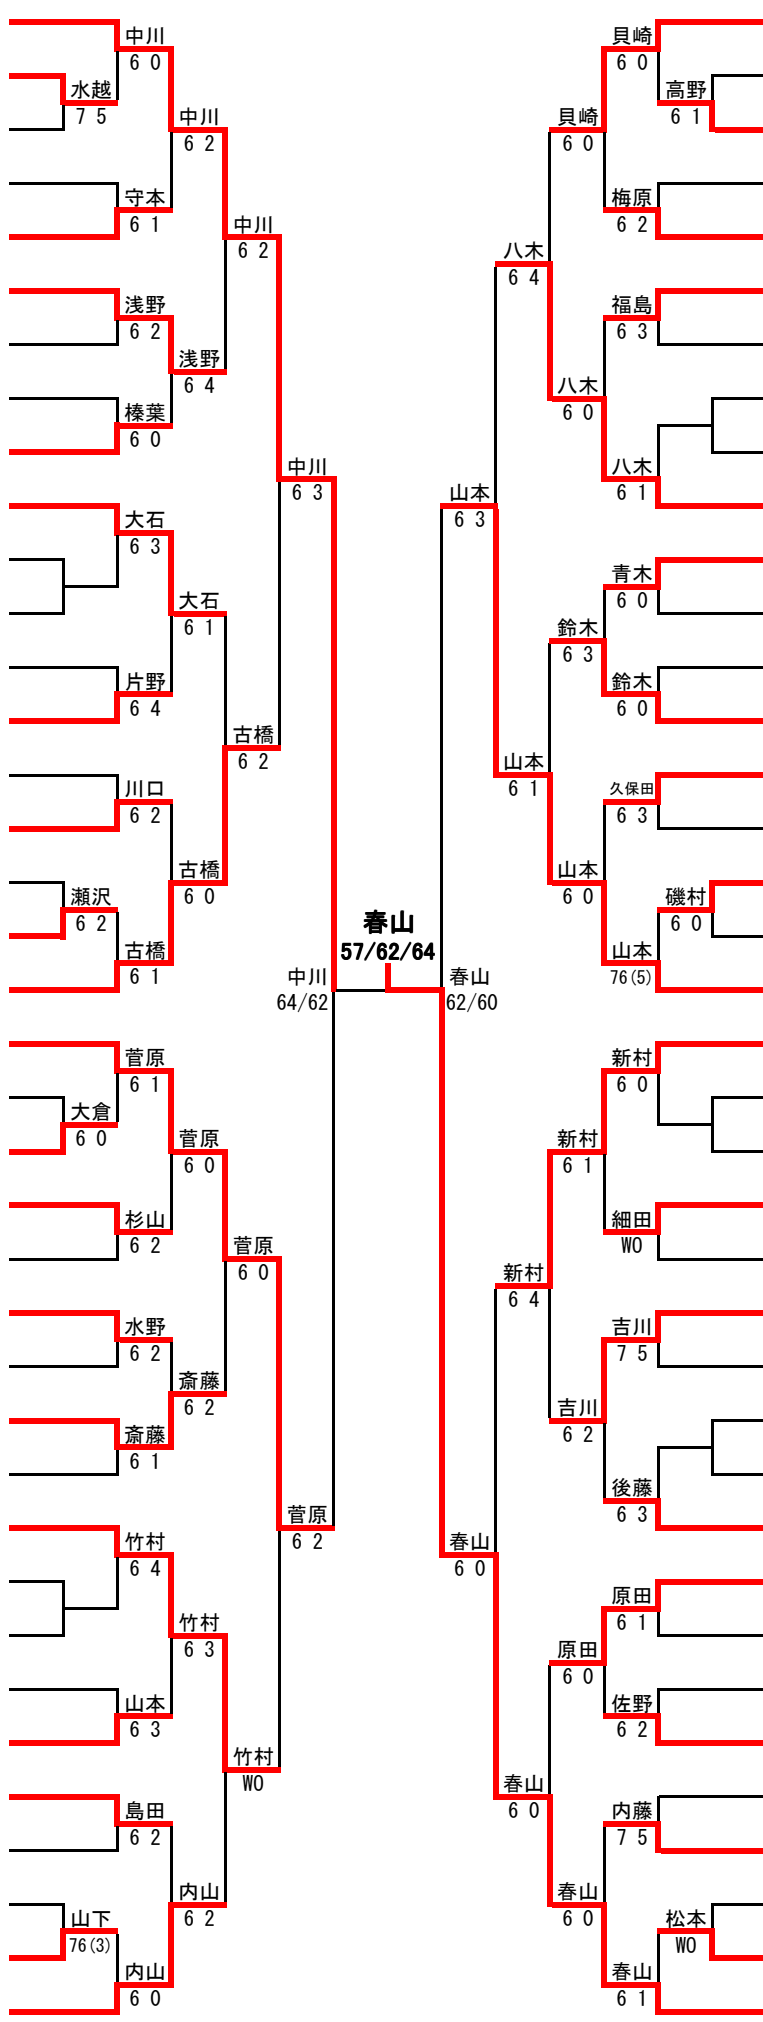 中川
6 0
水越
7 5
中川
6 2
守本
6 1
中川
6 2
浅野
6 2
浅野
6 4
榛葉
6 0
中川
6 3
大石
6 3
大石
6 1
片野
6 4
古橋
6 2
川口
6 2
古橋
6 0
瀬沢
6 2
古橋
6 1
中川
64/62
菅原
6 1
大倉
6 0
菅原
6 0
杉山
6 2
菅原
6 0
水野
6 2
斎藤
6 2
斎藤
6 1
菅原
6 2
竹村
6 4
竹村
6 3
山本
6 3
竹村
WO
島田
6 2
内山
6 2
山下
76(3)
内山
6 0
春山
57/62/64
貝崎
6 0
高野
6 1
貝崎
6 0
梅原
6 2
八木
6 4
福島
6 3
八木
6 0
八木
6 1
山本
6 3
青木
6 0
鈴木
6 3
鈴木
6 0
山本
6 1
久保田
6 3
山本
6 0
磯村
6 0
山本
76(5)
春山
62/60
新村
6 0
新村
6 1
細田
WO
新村
6 4
吉川
7 5
吉川
6 2
後藤
6 3
春山
6 0
原田
6 1
原田
6 0
佐野
6 2
春山
6 0
内藤
7 5
春山
6 0
松本
WO
春山
6 1